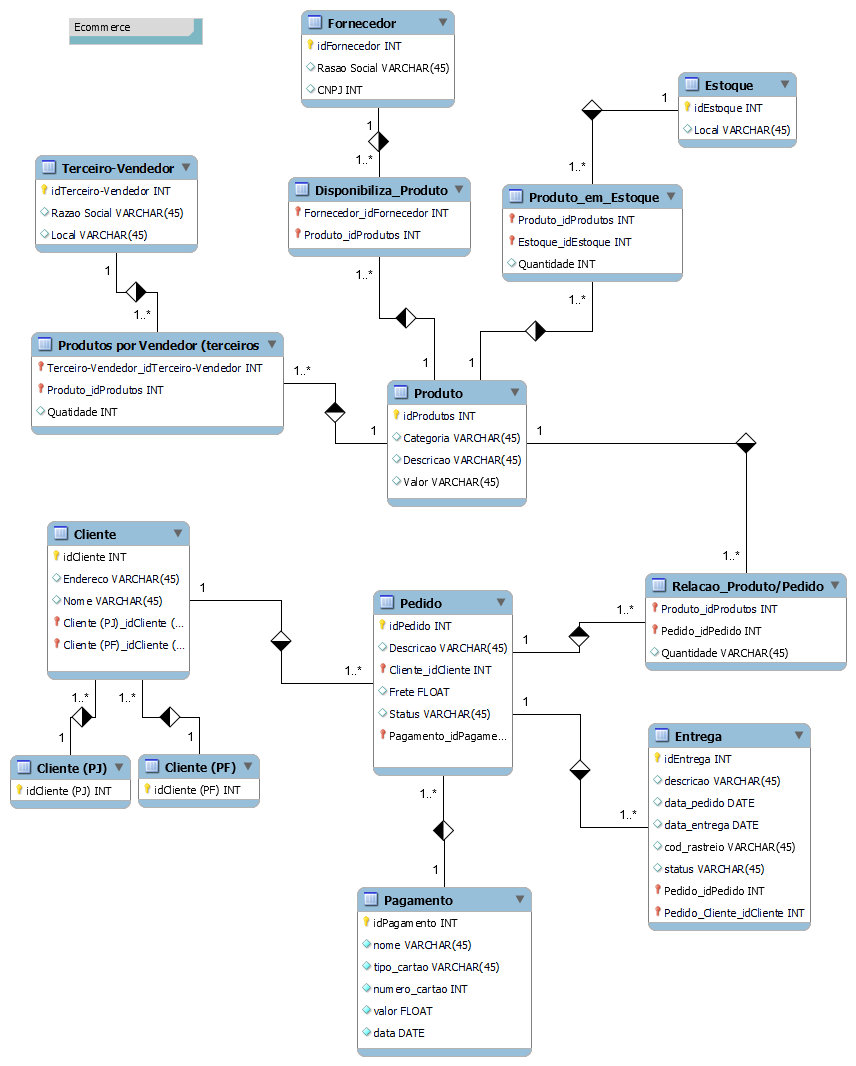 Ecommerce
Fornecedor
idFornecedor INT
Rasao Social VARCHAR(45)
CNPJ INT
1
1..*
Estoque
idEstoque INT
Local VARCHAR(45)
1
1..*
Terceiro-Vendedor
idTerceiro-Vendedor INT
Razao Social VARCHAR(45)
Local VARCHAR(45)
1
1..*
Disponibiliza_Produto
Fornecedor_idFornecedor INT
Produto_idProdutos INT
1..*
1
Produto_em_Estoque
Produto_idProdutos INT
Estoque_idEstoque INT
Quantidade INT
1..*
1
Produtos por Vendedor (terceiros
Terceiro-Vendedor_idTerceiro-Vendedor INT
Produto_idProdutos INT
Quatidade INT
1..*
1
Produto
idProdutos INT
Categoria VARCHAR(45)
Descricao VARCHAR(45)
Valor VARCHAR(45)
1
1..*
Cliente
idCliente INT
Endereco VARCHAR(45)
Nome VARCHAR(45)
Cliente (PJ)_idCliente (...
Cliente (PF)_idCliente (...
1
1..*
1..*
1..*
1
1
Cliente (PJ)
idCliente (PJ) INT
Cliente (PF)
idCliente (PF) INT
Pedido
idPedido INT
Descricao VARCHAR(45)
Cliente_idCliente INT
Frete FLOAT
Status VARCHAR(45)
Pagamento_idPagame...
1
1..*
1
1..*
1..*
1
Relacao_Produto/Pedido
Produto_idProdutos INT
Pedido_idPedido INT
Quantidade VARCHAR(45)
Entrega
idEntrega INT
descricao VARCHAR(45)
data_pedido DATE
data_entrega DATE
cod_rastreio VARCHAR(45)
status VARCHAR(45)
Pedido_idPedido INT
Pedido_Cliente_idCliente INT
Pagamento
idPagamento INT
nome VARCHAR(45)
tipo_cartao VARCHAR(45)
numero_cartao INT
valor FLOAT
data DATE